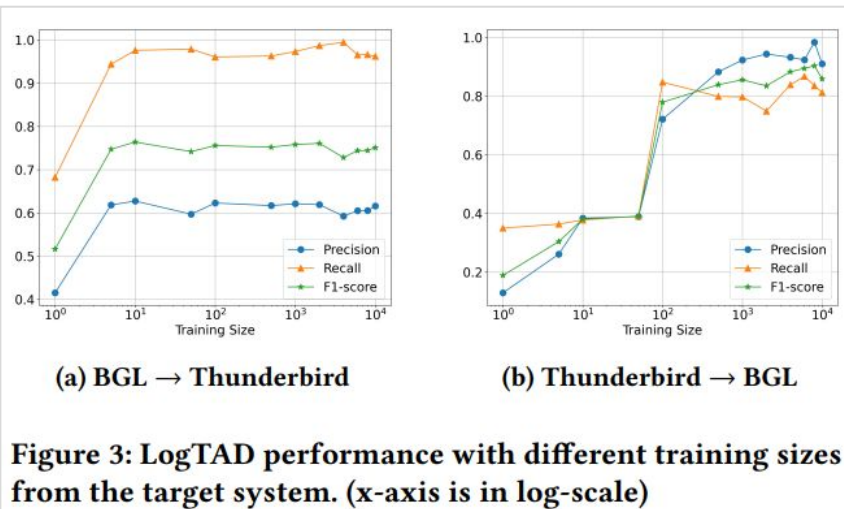 1.0
0.9
0.8
0.7
0.6
0.5
0.4
10⁰ 10¹ 10² 10³ 10⁴
Training Size
Precision
Recall
F1-score
(a) BGL → Thunderbird
1.0
0.8
0.6
0.4
0.2
10⁰ 10¹ 10² 10³ 10⁴
Training Size
Precision
Recall
F1-score
(b) Thunderbird → BGL
Figure 3: LogTAD performance with different training sizes
from the target system. (x-axis is in log-scale)